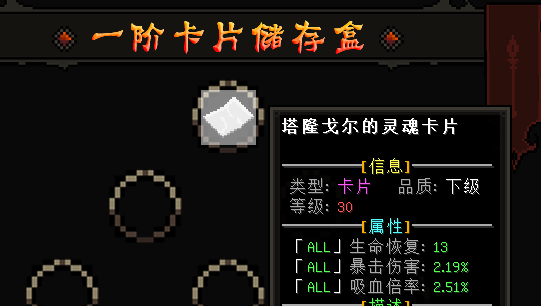 一阶卡片储存盒
塔隆戈尔的灵魂卡片
[信息]
类型: 卡片 品质: 下级
等级: 30
[属性]
「ALL」生命恢复: 13
「ALL」暴击伤害: 2.19%
「ALL」吸血倍率: 2.51%
[描述]